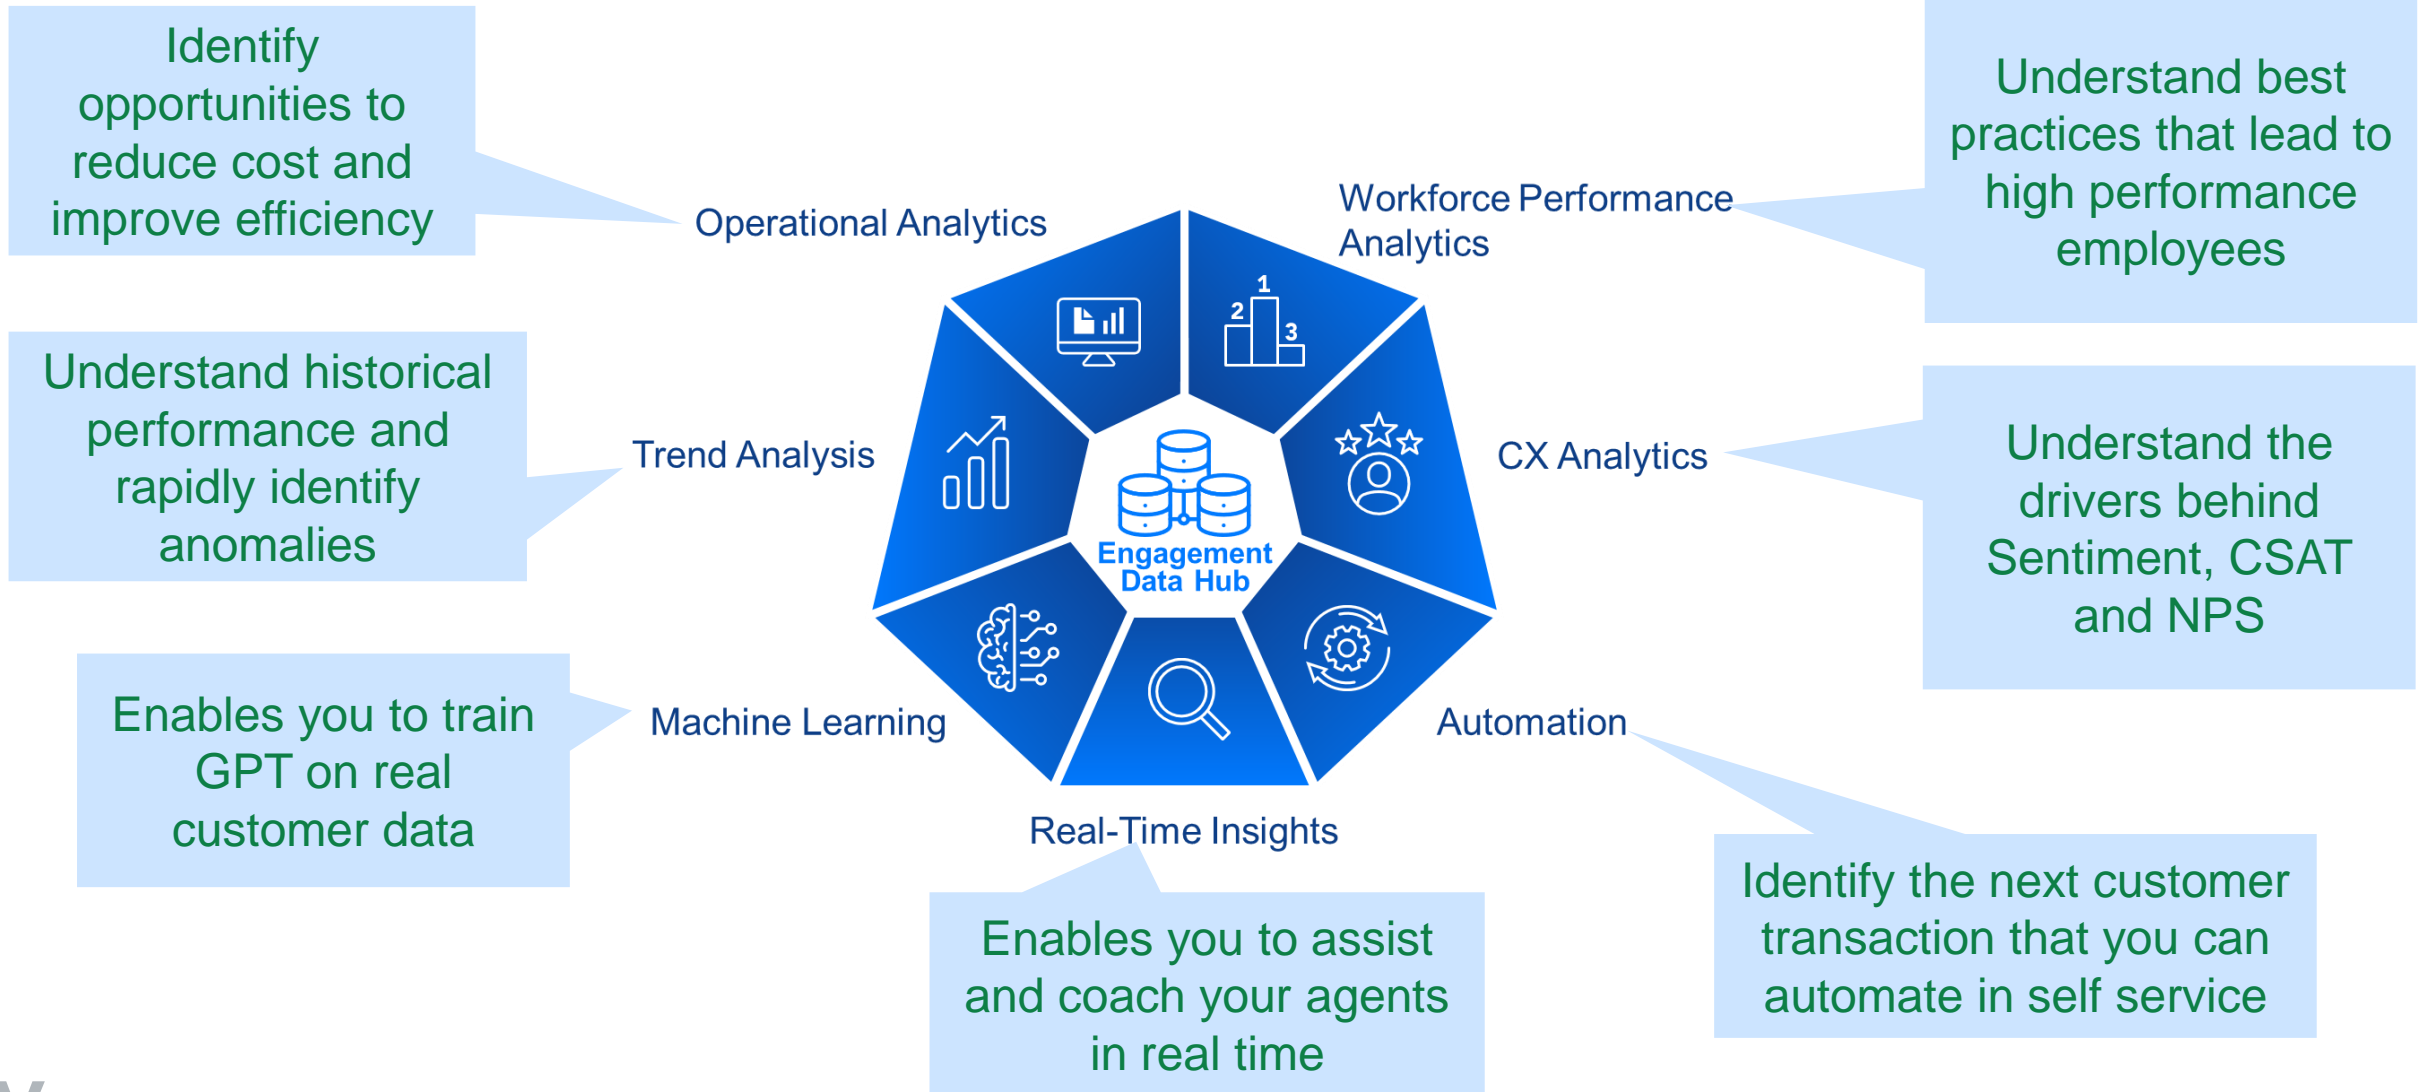 Identify
opportunities to
reduce cost and
improve efficiency
Operational Analytics
Workforce Performance
Analytics
Understand best
practices that lead to
high performance
employees
1
2
3
Understand historical
performance and
rapidly identify
anomalies
Trend Analysis
CX Analytics
Understand the
drivers behind
Sentiment, CSAT
and NPS
Engagement
Data Hub
Enables you to train
GPT on real
customer data
Machine Learning
Automation
Real-Time Insights
Enables you to assist
and coach your agents
in real time
Identify the next customer
transaction that you can
automate in self service